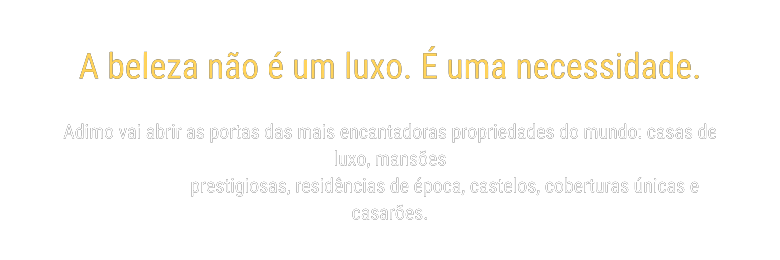 A beleza não é um luxo. É uma necessidade.
Adimo vai abrir as portas das mais encantadoras propriedades do mundo: casas de
luxo, mansões
prestigiosas, residências de época, castelos, coberturas únicas e
casarões.